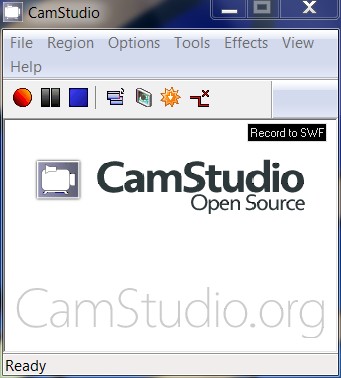 CamStudio
File Region Options Tools Effects View
Help
Record to SWF
CamStudio
Open Source
CamStudio.org
Ready